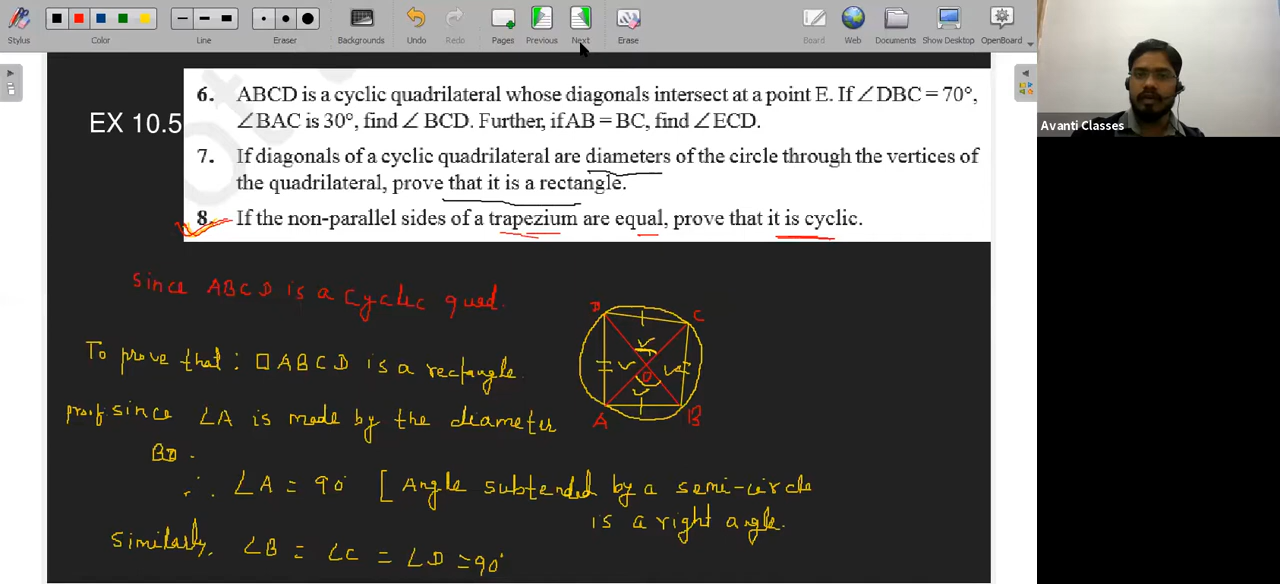 Stylus Color Line Eraser Backgrounds Undo Redo Pages Previous Next Erase Board Web Documents Show Desktop OpenBoard
Avanti Classes
EX 10.5
6. ABCD is a cyclic quadrilateral whose diagonals intersect at a point E. If ∠DBC = 70°,
∠BAC is 30°, find ∠BCD. Further, if AB = BC, find ∠ECD.
7. If diagonals of a cyclic quadrilateral are diameters of the circle through the vertices of
the quadrilateral, prove that it is a rectangle.
8. If the non-parallel sides of a trapezium are equal, prove that it is cyclic.
Since ABCD is a cyclic quad.
D C
O
A B
To prove that : □ABCD is a rectangle.
proof. since ∠A is made by the diameter
BD.
∴ ∠A = 90° [Angle subtended by a semi-circle
is a right angle.
Similarly, ∠B = ∠C = ∠D = 90°